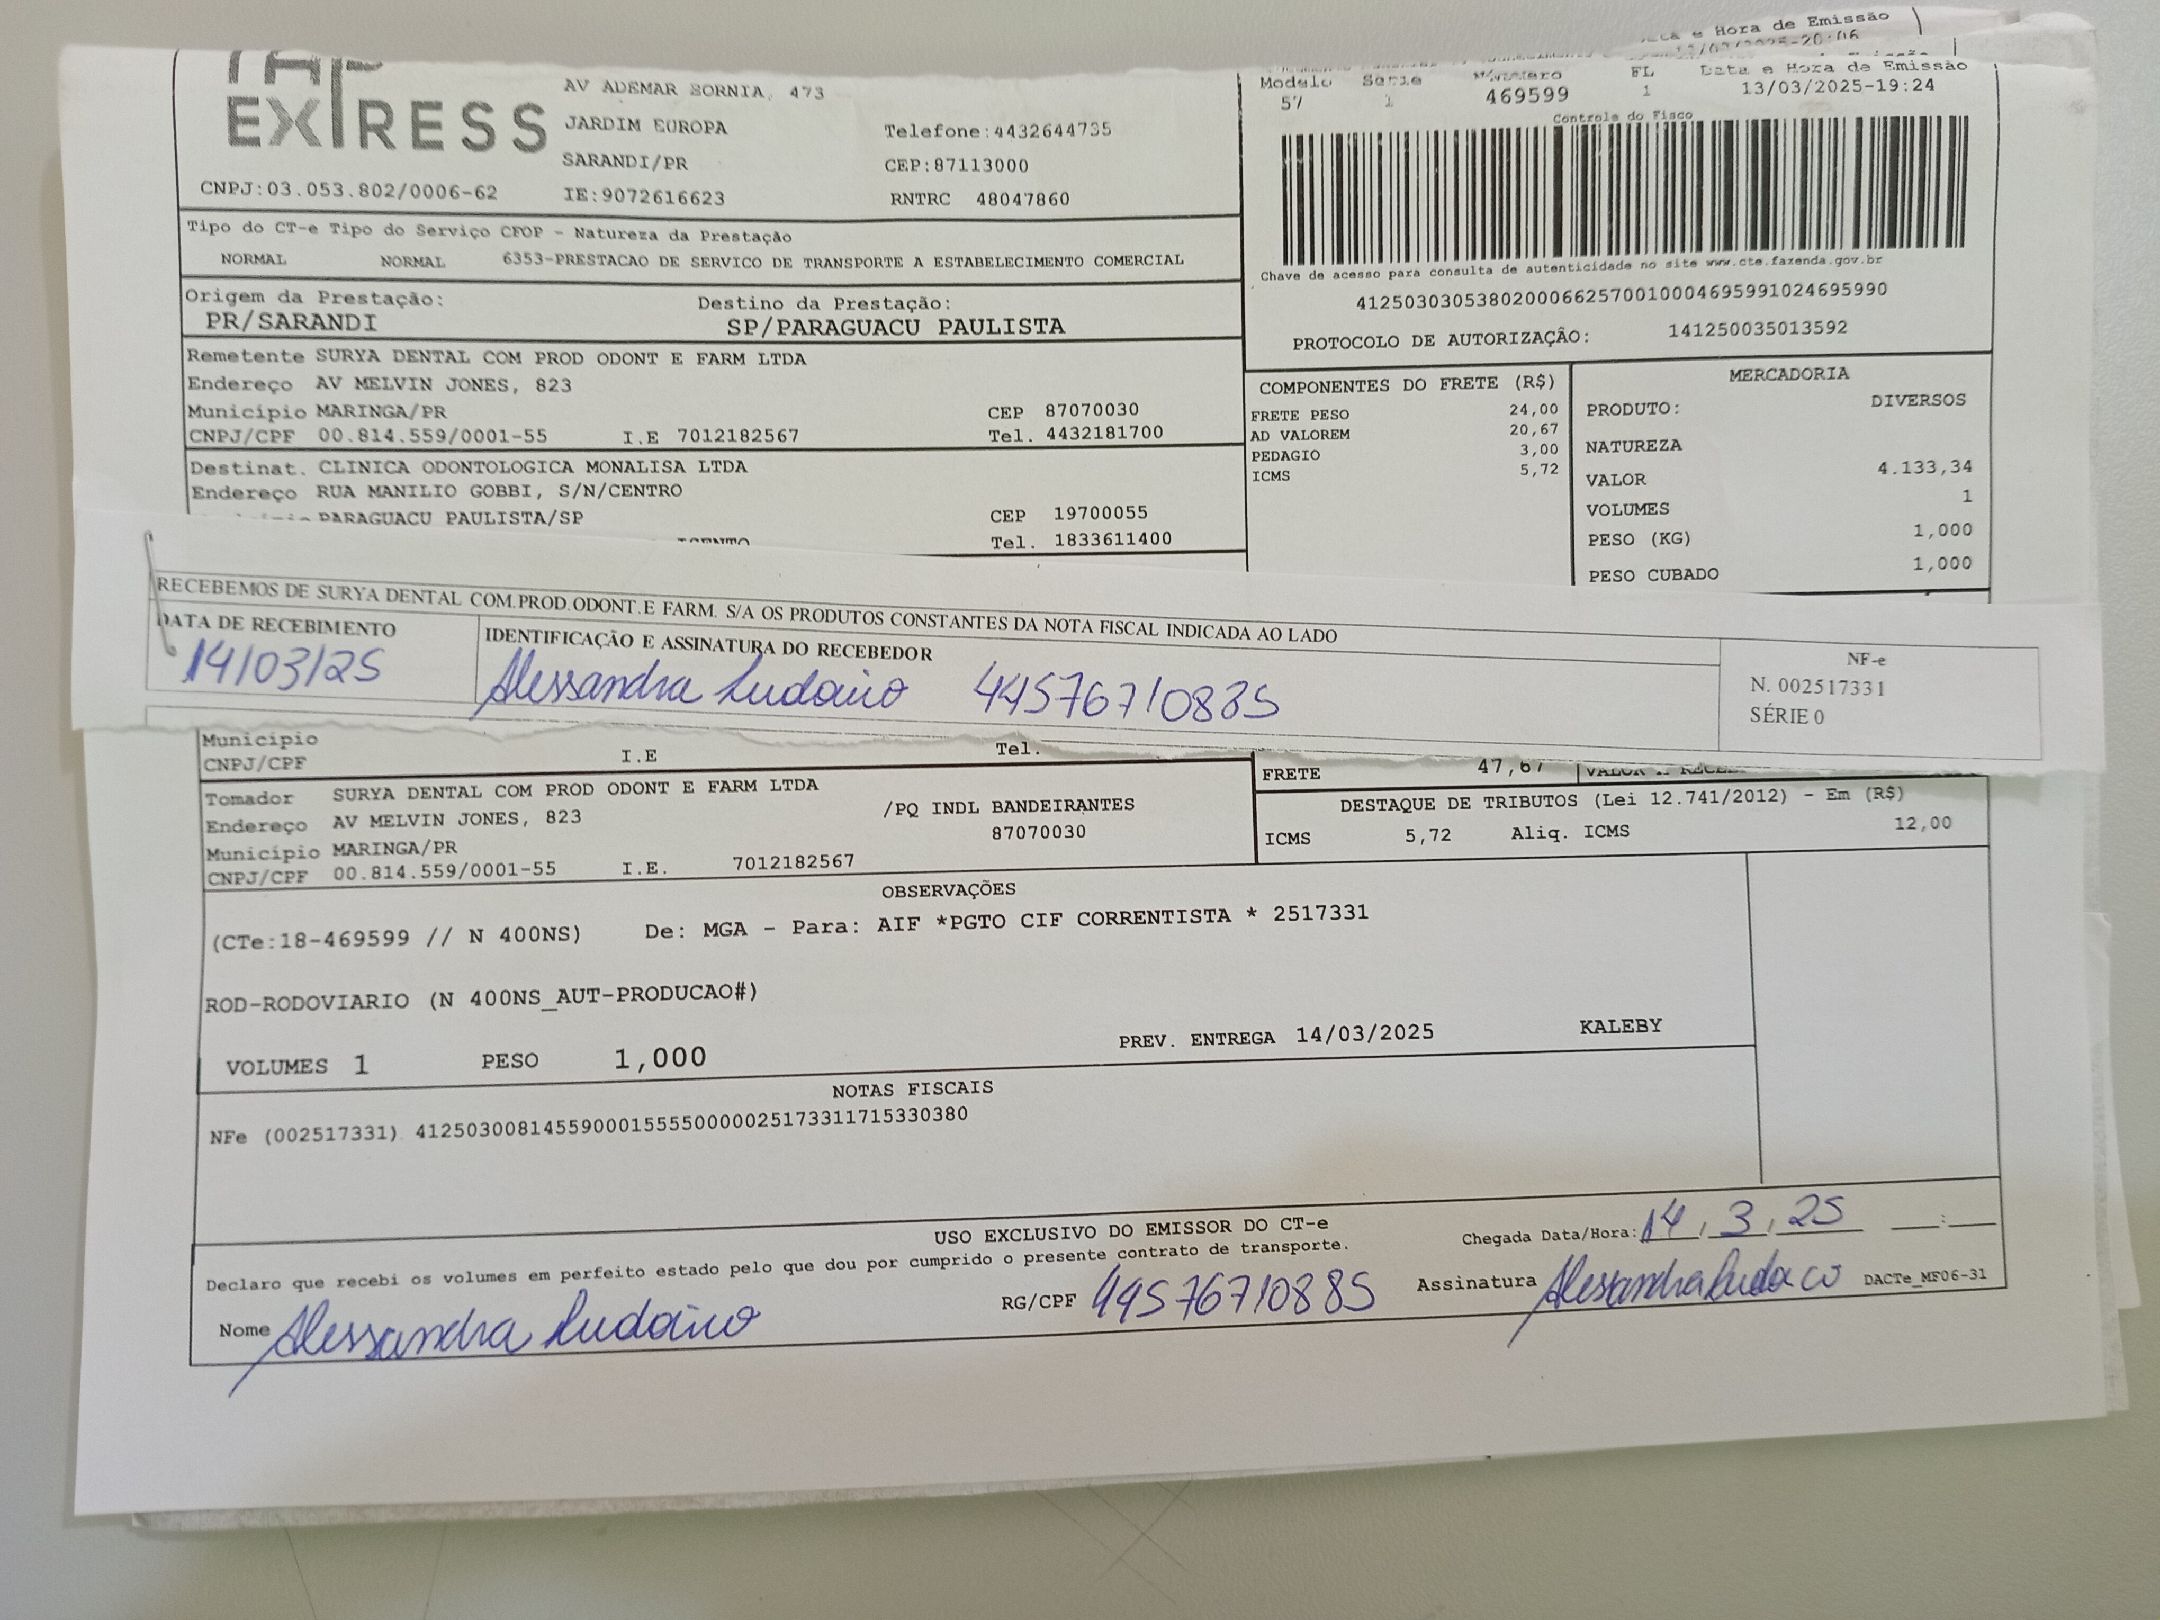 EXPRESS
AV ADEMAR BORNIA, 473
JARDIM EUROPA
Telefone:4432644735
SARANDI/PR
CEP:87113000
CNPJ:03.053.802/0006-62
IE:9072616623
RNTRC 48047860
e Hora de Emissão
Modelo Serie Número FL Data e Hora de Emissão
57 1 469599 1 13/03/2025-19:24
Controle do Fisco
Chave de acesso para consulta de autenticidade no site www.cte.fazenda.gov.br
41250303053802000662570010004695991024695990
PROTOCOLO DE AUTORIZAÇÃO: 141250035013592
Tipo do CT-e Tipo do Serviço CFOP - Natureza da Prestação
NORMAL NORMAL 6353-PRESTACAO DE SERVICO DE TRANSPORTE A ESTABELECIMENTO COMERCIAL
Origem da Prestação: Destino da Prestação:
PR/SARANDI SP/PARAGUACU PAULISTA
Remetente SURYA DENTAL COM PROD ODONT E FARM LTDA
Endereço AV MELVIN JONES, 823
Município MARINGA/PR CEP 87070030
CNPJ/CPF 00.814.559/0001-55 I.E 7012182567 Tel. 4432181700
Destinat. CLINICA ODONTOLOGICA MONALISA LTDA
Endereço RUA MANILIO GOBBI, S/N/CENTRO
PARAGUACU PAULISTA/SP CEP 19700055
Tel. 1833611400
COMPONENTES DO FRETE (R$)
FRETE PESO 24,00
AD VALOREM 20,67
PEDAGIO 3,00
ICMS 5,72
MERCADORIA
PRODUTO: DIVERSOS
NATUREZA
VALOR 4.133,34
VOLUMES 1
PESO (KG) 1,000
PESO CUBADO 1,000
RECEBEMOS DE SURYA DENTAL COM.PROD.ODONT.E FARM. S/A OS PRODUTOS CONSTANTES DA NOTA FISCAL INDICADA AO LADO
DATA DE RECEBIMENTO
14/03/25
IDENTIFICAÇÃO E ASSINATURA DO RECEBEDOR
Alessandra Ludoico 44576710885
NF-e
N. 002517331
SÉRIE 0
Município
CNPJ/CPF I.E Tel.
FRETE 47,67
Tomador SURYA DENTAL COM PROD ODONT E FARM LTDA
Endereço AV MELVIN JONES, 823 /PQ INDL BANDEIRANTES
Município MARINGA/PR 87070030
CNPJ/CPF 00.814.559/0001-55 I.E. 7012182567
DESTAQUE DE TRIBUTOS (Lei 12.741/2012) - Em (R$)
ICMS 5,72 Aliq. ICMS 12,00
OBSERVAÇÕES
(CTe:18-469599 // N 400NS) De: MGA - Para: AIF *PGTO CIF CORRENTISTA * 2517331
ROD-RODOVIARIO (N 400NS_AUT-PRODUCAO#)
VOLUMES 1 PESO 1,000 PREV. ENTREGA 14/03/2025 KALEBY
NOTAS FISCAIS
NFe (002517331) 41250300814559000155550000025173311715330380
USO EXCLUSIVO DO EMISSOR DO CT-e
Declaro que recebi os volumes em perfeito estado pelo que dou por cumprido o presente contrato de transporte.
Chegada Data/Hora: 14, 3, 25 __:__
Nome Alessandra Ludoico RG/CPF 44576710885 Assinatura Alessandra Ludoico DACTe_MF06-31